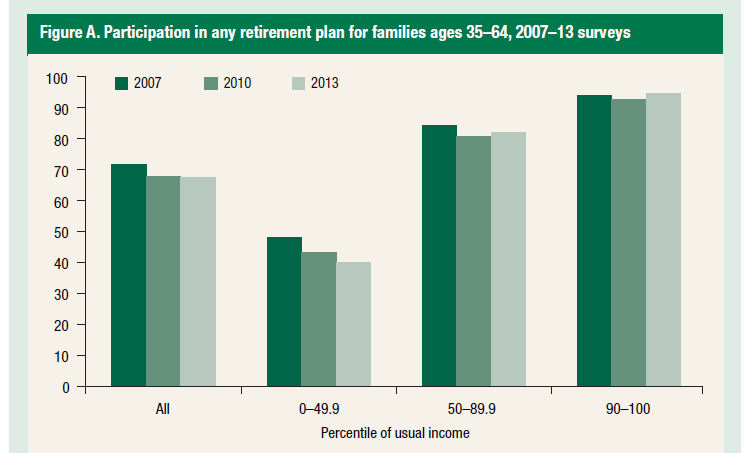 Figure A. Participation in any retirement plan for families ages 35–64, 2007–13 surveys
2007 2010 2013
100
90
80
70
60
50
40
30
20
10
0
All 0–49.9 50–89.9 90–100
Percentile of usual income